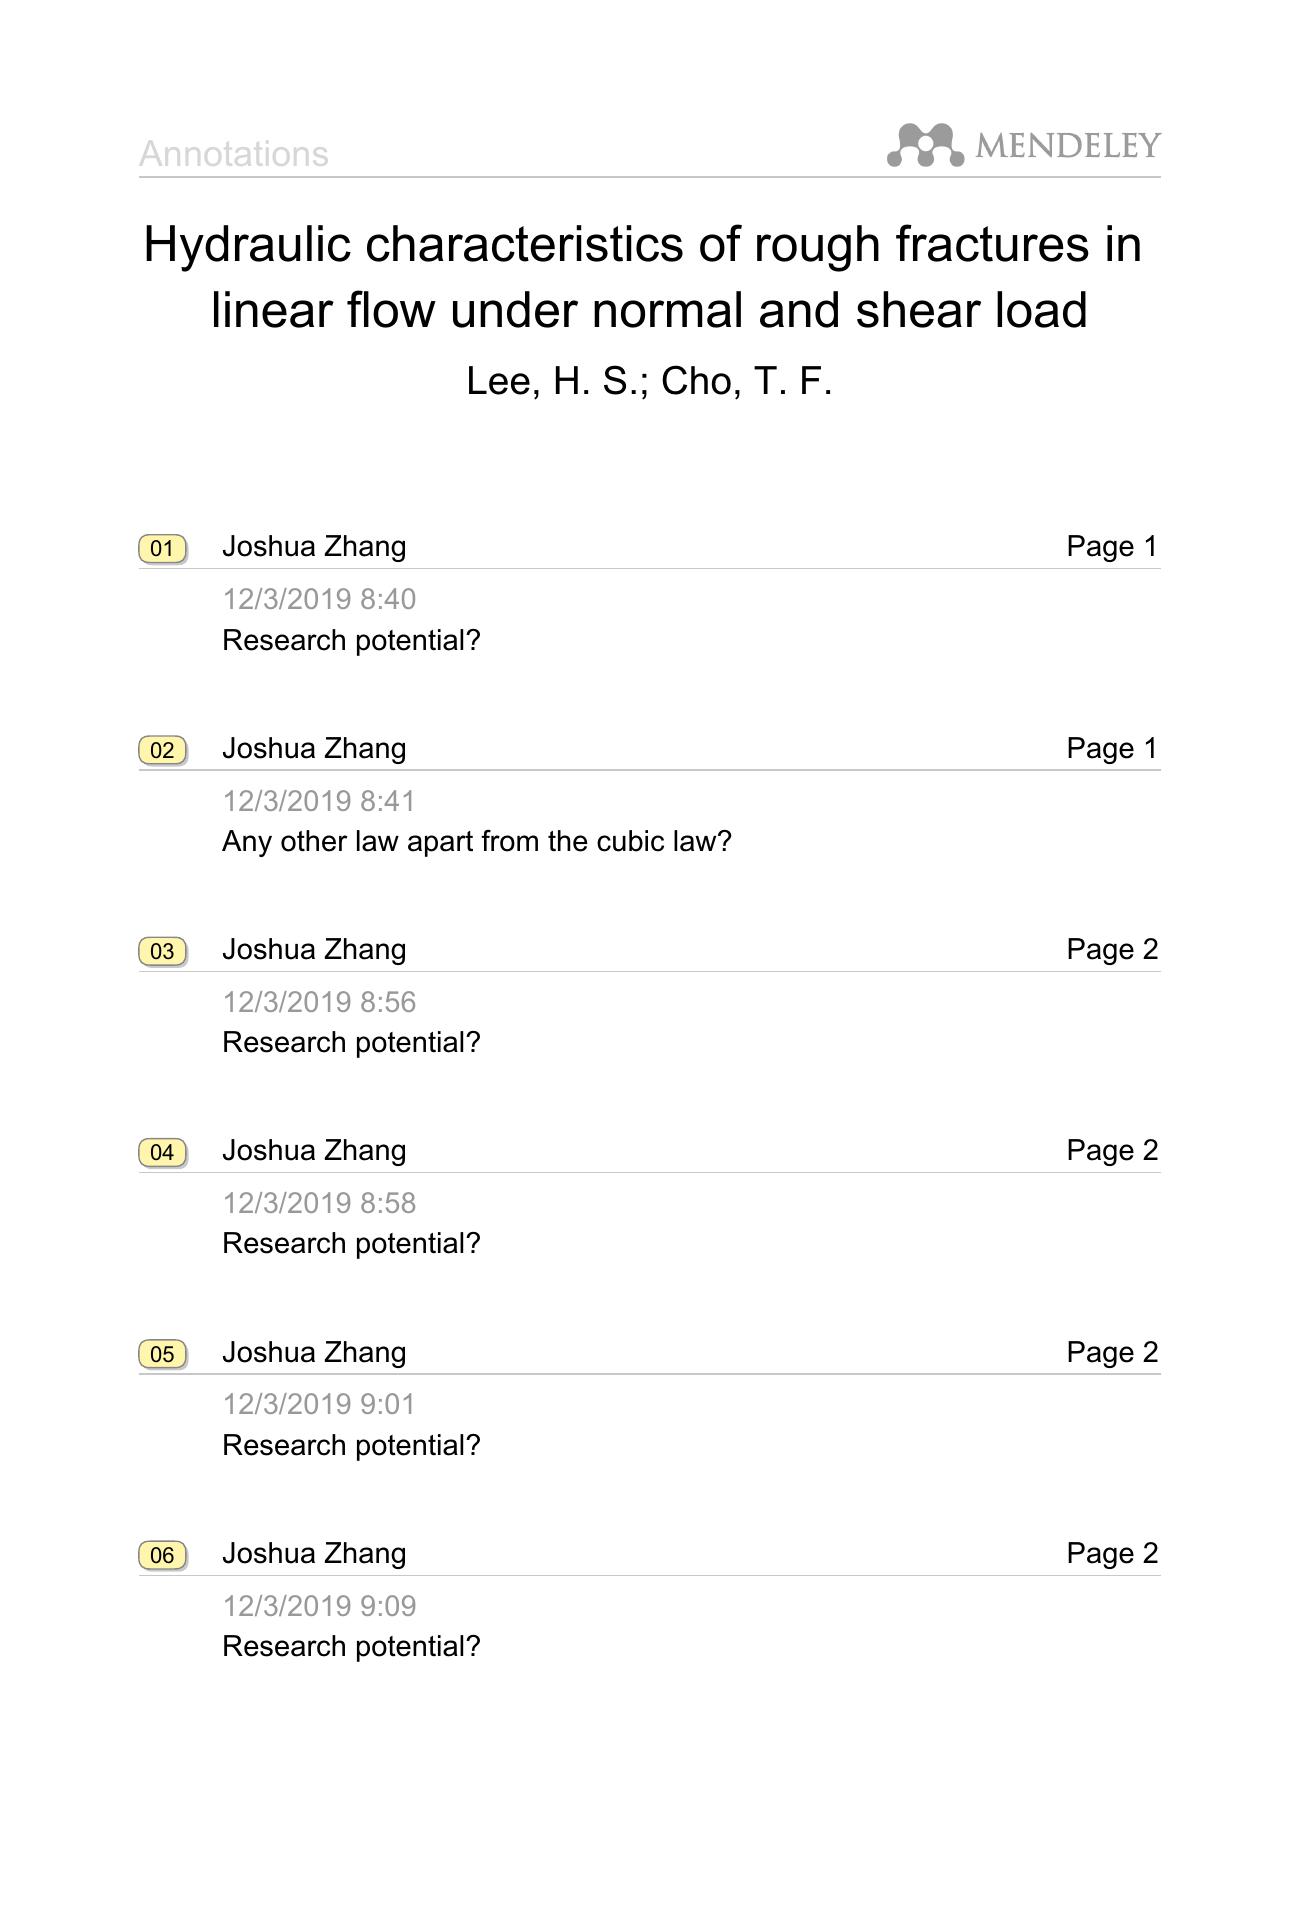 Annotations
MENDELEY
Hydraulic characteristics of rough fractures in
linear flow under normal and shear load
Lee, H. S.; Cho, T. F.
01 Joshua Zhang Page 1
12/3/2019 8:40
Research potential?
02 Joshua Zhang Page 1
12/3/2019 8:41
Any other law apart from the cubic law?
03 Joshua Zhang Page 2
12/3/2019 8:56
Research potential?
04 Joshua Zhang Page 2
12/3/2019 8:58
Research potential?
05 Joshua Zhang Page 2
12/3/2019 9:01
Research potential?
06 Joshua Zhang Page 2
12/3/2019 9:09
Research potential?